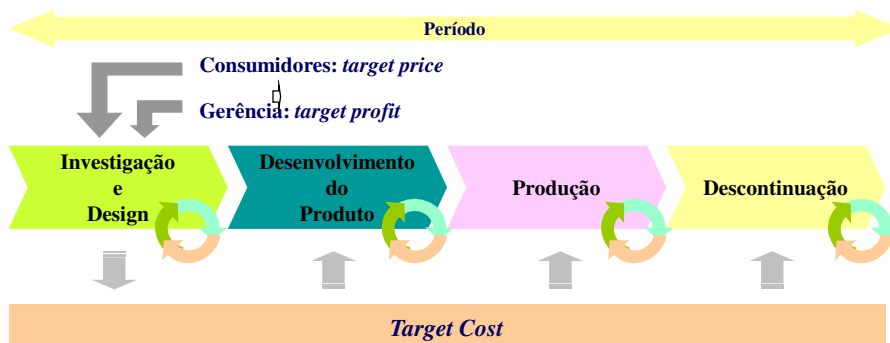 Período
Consumidores: target price
Gerência: target profit
Investigação
e
Design
Desenvolvimento
do
Produto
Produção
Descontinuação
Target Cost